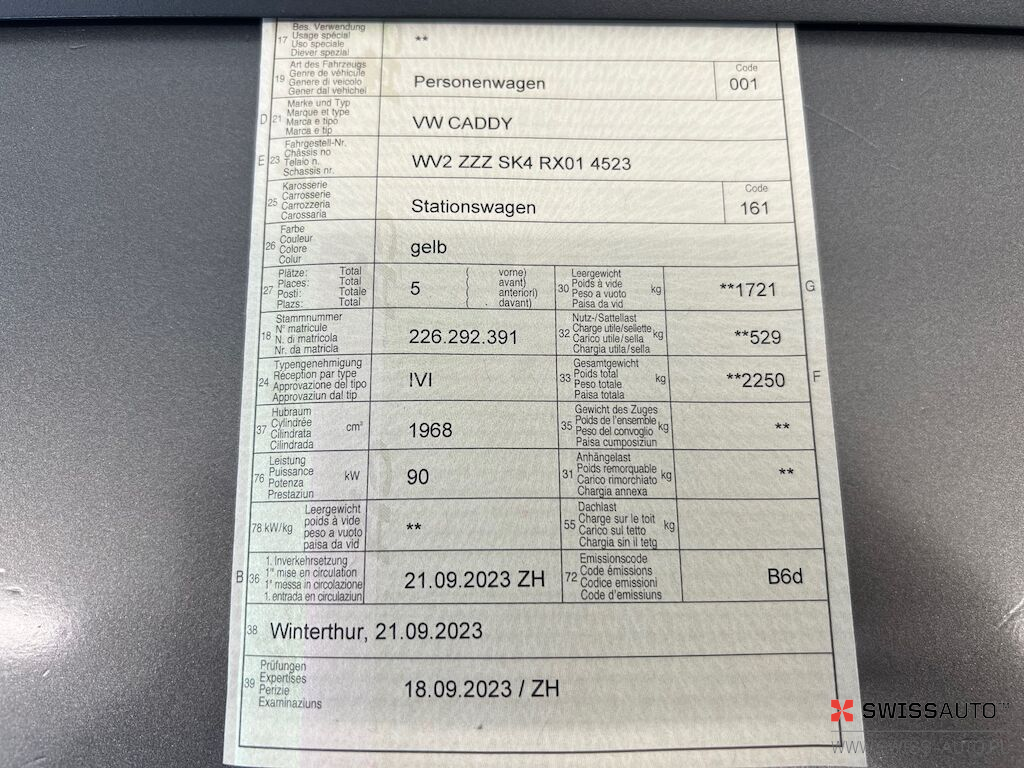 Bes. Verwendung
17 Usage spécial **
Uso speciale
Diever spezial
Art des Fahrzeugs Code
19 Genre de véhicule Personenwagen 001
Genere di veicolo
Gener dal vehichel
Marke und Typ
D 21 Marque et type VW CADDY
Marca e tipo
Marca e tip
Fahrgestell-Nr.
E 23 Châssis no WV2 ZZZ SK4 RX01 4523
Telaio n.
Schassis nr.
Karosserie Code
25 Carrosserie Stationswagen 161
Carrozzeria
Carossaria
Farbe
26 Couleur gelb
Colore
Colur
Plätze: Total ( vorne) Leergewicht
27 Places: Total 5 ( avant) 30 Poids à vide kg **1721 G
Posti: Totale ( anteriori) Peso a vuoto
Plazs: Total ( davant) Paisa da vid
Stammnummer Nutz-/Sattellast
18 N° matricule 226.292.391 32 Charge utile/sellette kg **529
N. di matricola Carico utile/sella
Nr. da matricla Chargia utila/sella
Typengenehmigung Gesamtgewicht
24 Réception par type IVI 33 Poids total kg **2250 F
Approvazione del tipo Peso totale
Approvaziun dal tip Paisa totala
Hubraum Gewicht des Zuges
37 Cylindrée cm³ 1968 35 Poids de l'ensemble kg **
Cilindrata Peso del convoglio
Cilindrada Paisa cumposiziun
Leistung Anhängelast
76 Puissance kW 90 31 Poids remorquable kg **
Potenza Carico rimorchiato
Prestaziun Chargia annexa
Leergewicht Dachlast
78 kW/kg poids à vide ** 55 Charge sur le toit kg
peso a vuoto Carico sul tetto
paisa da vid Chargia sin il tetg
1. Inverkehrsetzung Emissionscode
B 36 1re mise en circulation 21.09.2023 ZH 72 Code émissions B6d
1a messa in circolazione Codice emissioni
1. entrada en circulaziun Code d'emissiuns
38 Winterthur, 21.09.2023
Prüfungen
39 Expertises 18.09.2023 / ZH
Perizie
Examinaziuns
SWISSAUTO™
WWW.SWISSAUTO.PL